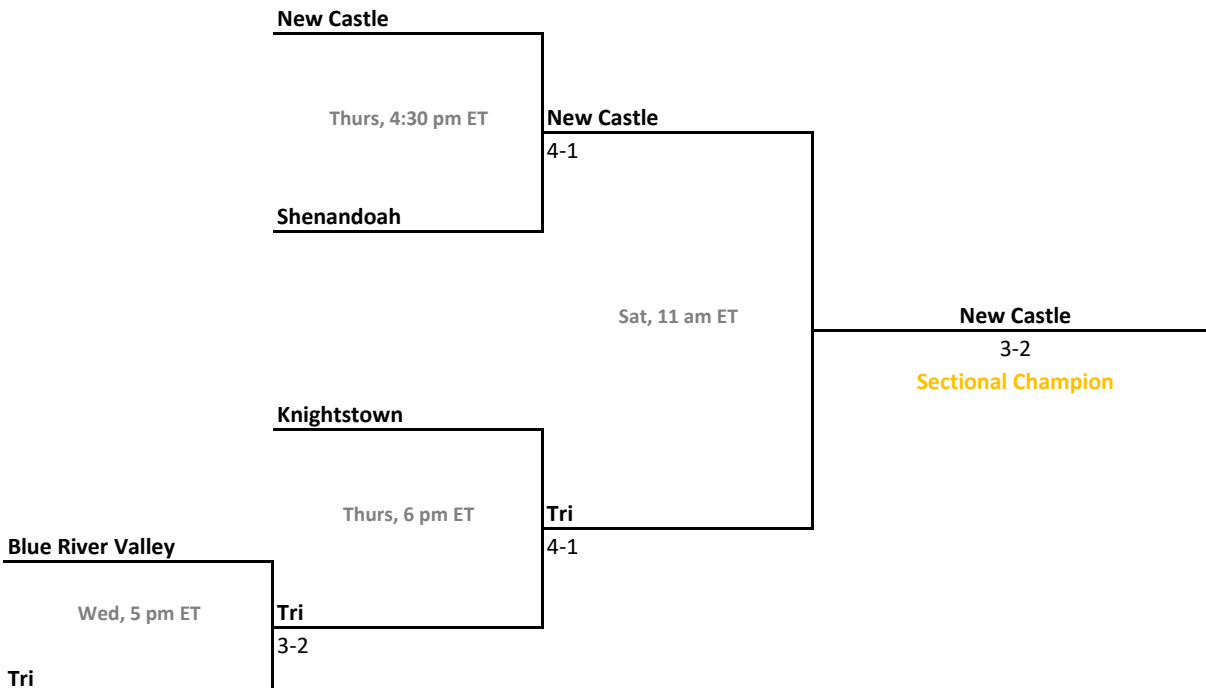 New Castle
Thurs, 4:30 pm ET
New Castle
4-1
Shenandoah
Sat, 11 am ET
New Castle
3-2
Sectional Champion
Knightstown
Thurs, 6 pm ET
Tri
4-1
Blue River Valley
Wed, 5 pm ET
Tri
3-2
Tri